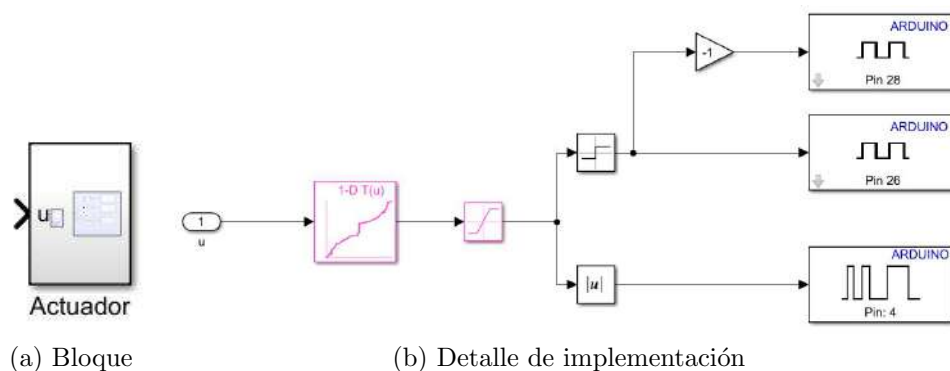 ARDUINO
-1
Pin 28
ARDUINO
Pin 26
1-D T(u)
u
1
u
|u|
ARDUINO
Pin: 4
Actuador
(a) Bloque
(b) Detalle de implementación